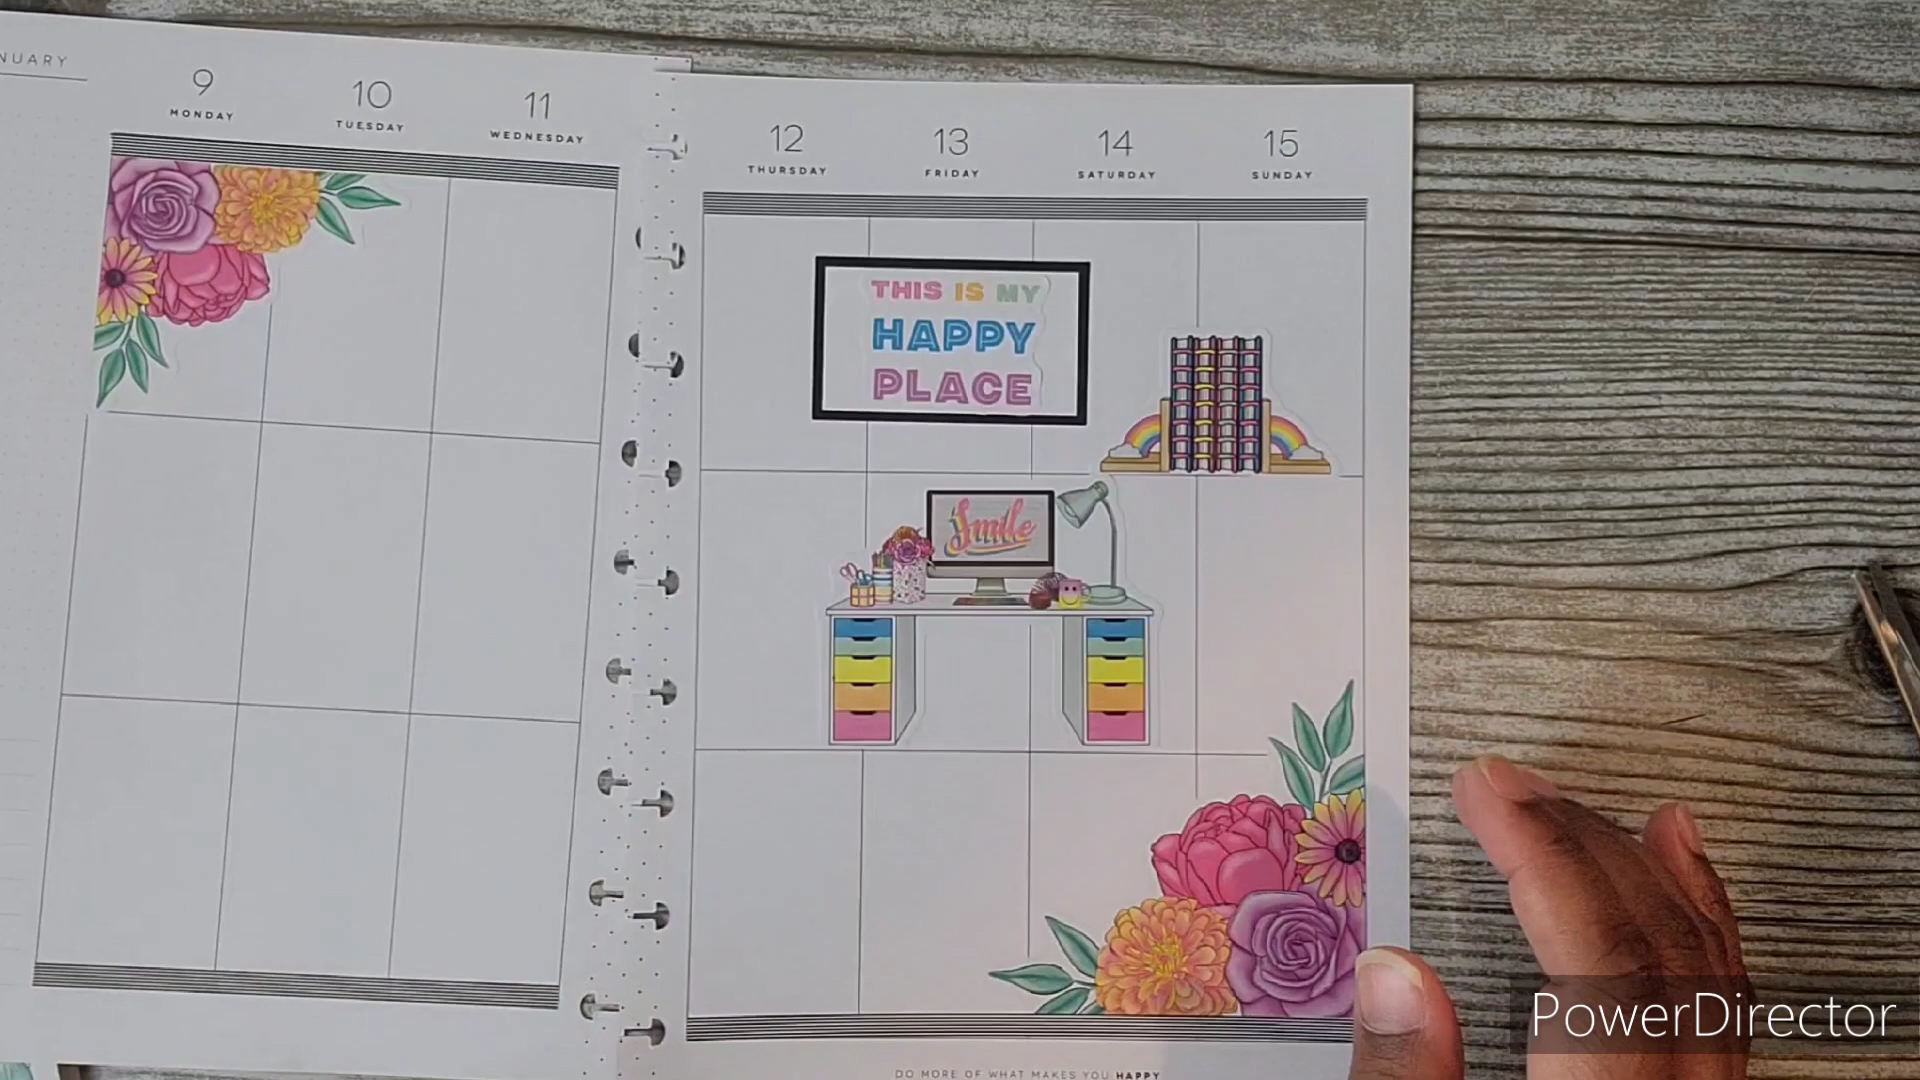 NUARY
9
MONDAY
10
TUESDAY
11
WEDNESDAY
12
THURSDAY
13
FRIDAY
14
SATURDAY
15
SUNDAY
THIS IS MY
HAPPY
PLACE
Smile
DO MORE OF WHAT MAKES YOU HAPPY
PowerDirector